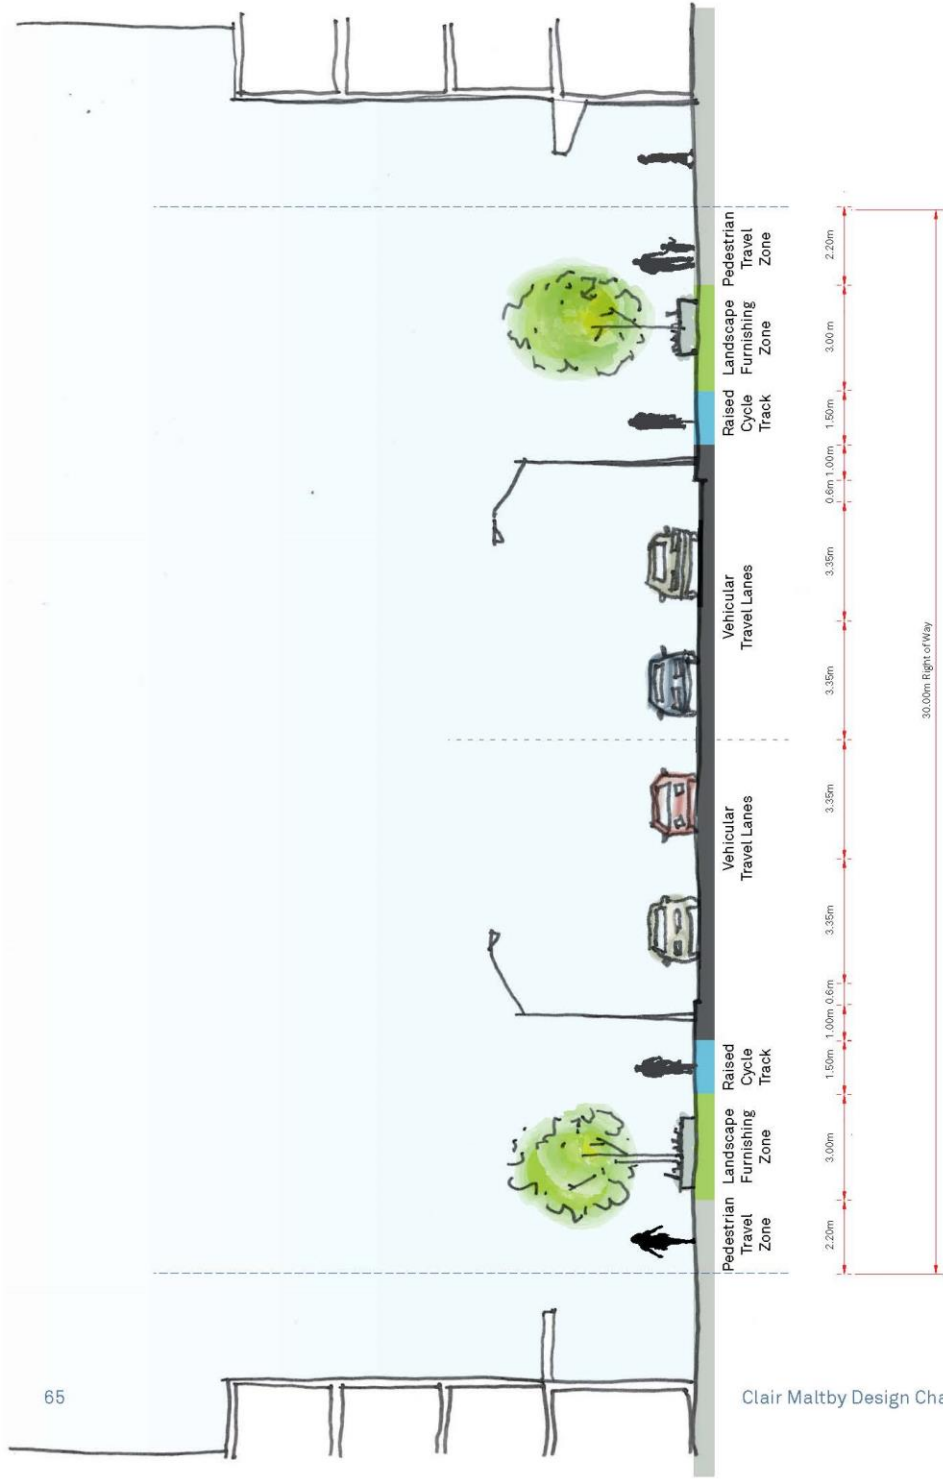 Pedestrian
Travel
Zone
Landscape
Furnishing
Zone
Raised
Cycle
Track
Vehicular
Travel Lanes
Vehicular
Travel Lanes
Raised
Cycle
Track
Landscape
Furnishing
Zone
Pedestrian
Travel
Zone
2.20m
3.00m
1.50m
1.00m
0.6m
3.35m
3.35m
3.35m
3.35m
0.6m
1.00m
1.50m
3.00 m
2.20m
30.00m Right of Way
65
Clair Maltby Design Cha